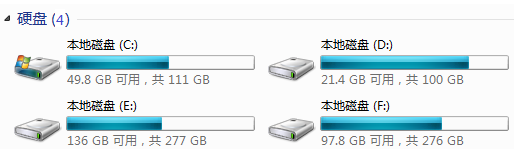 硬盘 (4)
本地磁盘 (C:)
49.8 GB 可用，共 111 GB
本地磁盘 (D:)
21.4 GB 可用，共 100 GB
本地磁盘 (E:)
136 GB 可用，共 277 GB
本地磁盘 (F:)
97.8 GB 可用，共 276 GB